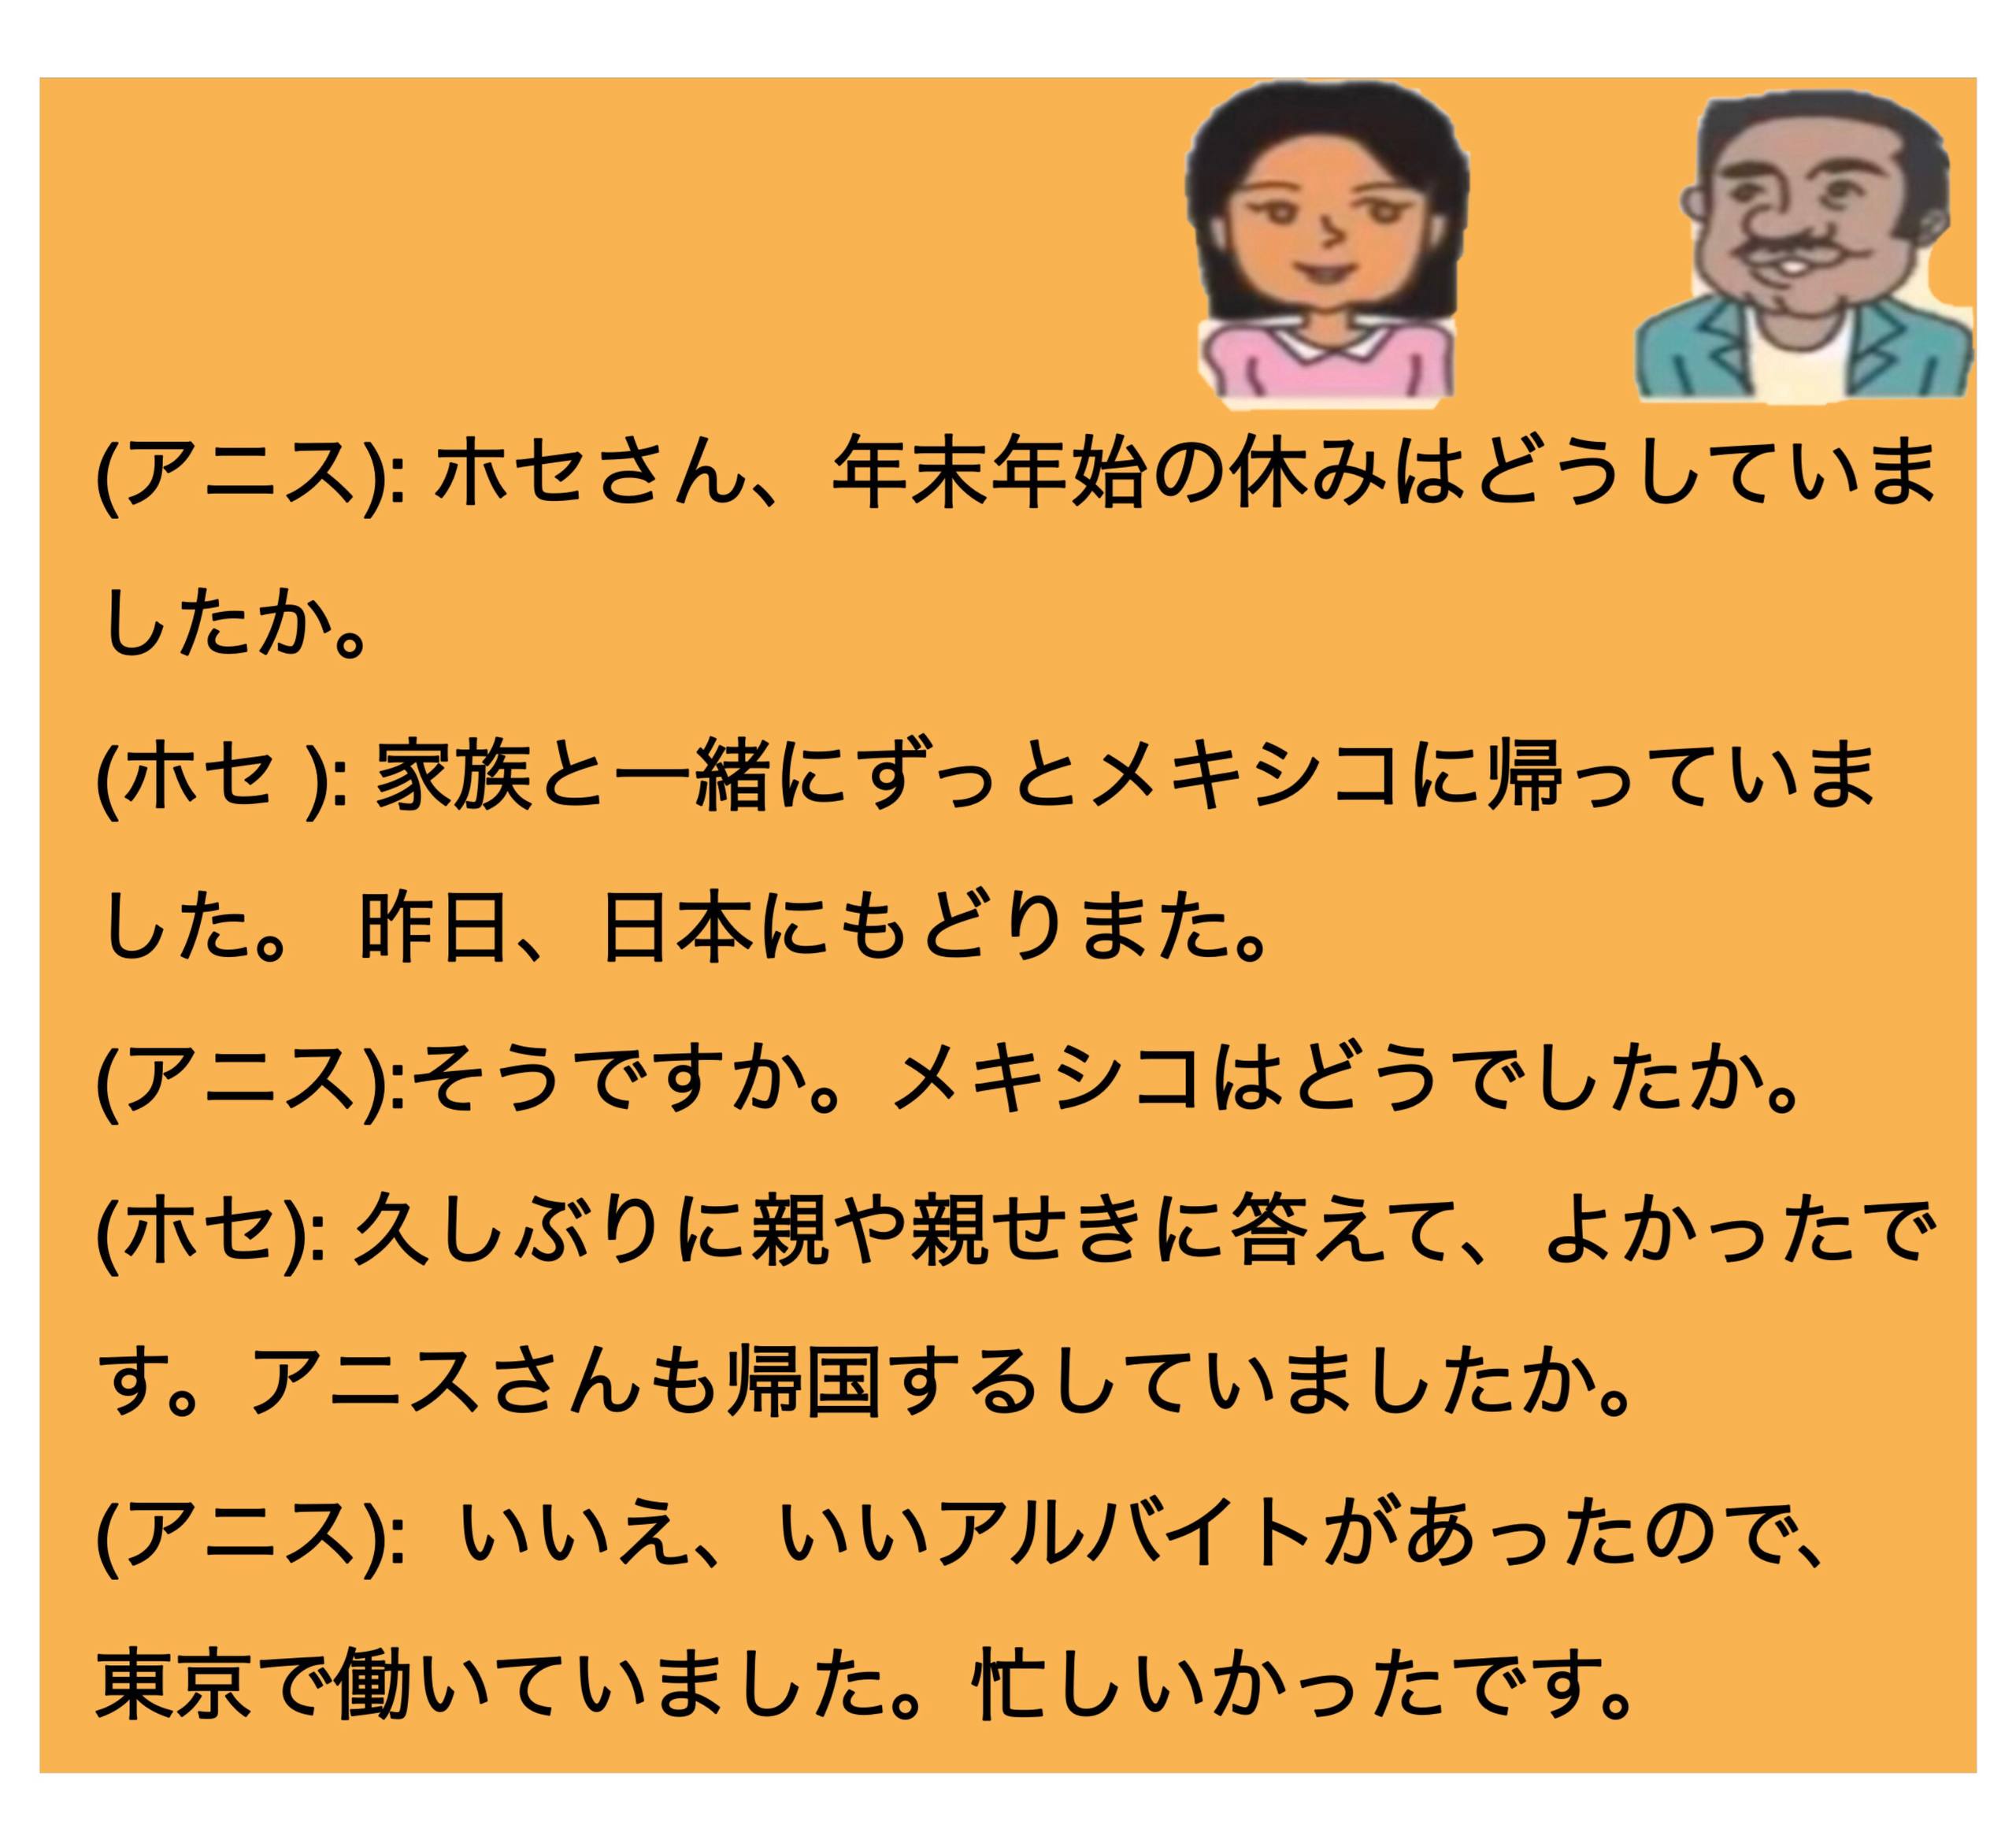 (アニス): ホセさん、年末年始の休みはどうしていま
したか。
(ホセ ): 家族と一緒にずっとメキシコに帰っていま
した。 昨日、日本にもどりまた。
(アニス):そうですか。メキシコはどうでしたか。
(ホセ): 久しぶりに親や親せきに答えて、よかったで
す。アニスさんも帰国するしていましたか。
(アニス): いいえ、いいアルバイトがあったので、
東京で働いていました。忙しいかったです。